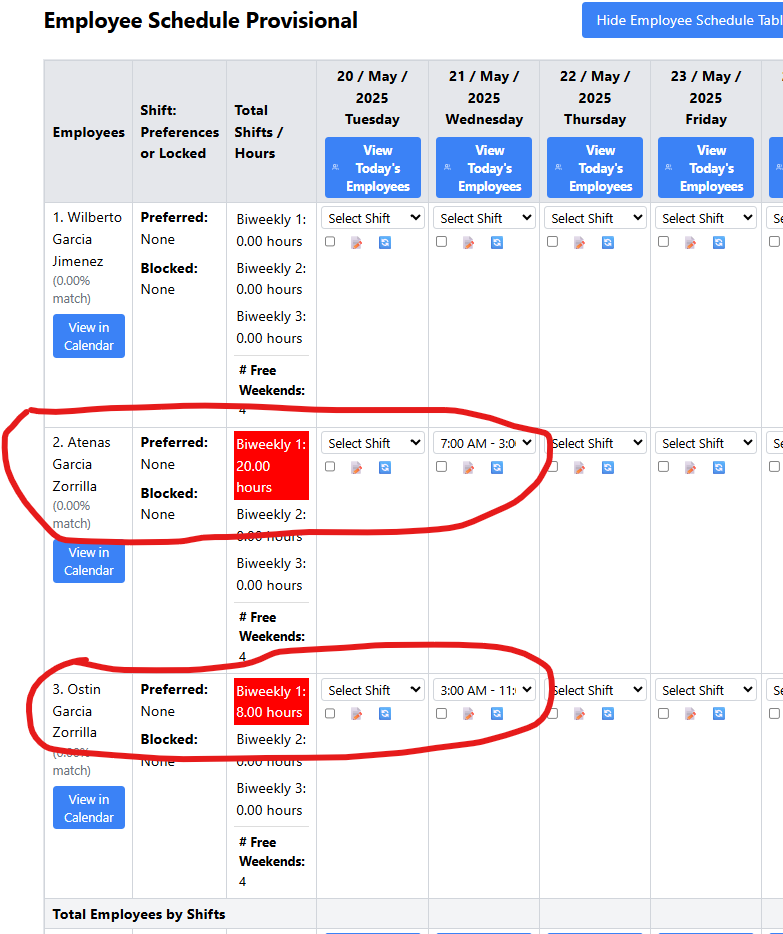 Employee Schedule Provisional
Hide Employee Schedule Tabl
Employees
Shift:
Preferences
or Locked
Total
Shifts /
Hours
20 / May /
2025
Tuesday
View
Today's
Employees
21 / May /
2025
Wednesday
View
Today's
Employees
22 / May /
2025
Thursday
View
Today's
Employees
23 / May /
2025
Friday
View
Today's
Employees
1. Wilberto
Garcia
Jimenez
(0.00%
match)
View in
Calendar
Preferred:
None
Blocked:
None
Biweekly 1:
0.00 hours
Biweekly 2:
0.00 hours
Biweekly 3:
0.00 hours
# Free
Weekends:
4
Select Shift
Select Shift
Select Shift
Select Shift
Se
2. Atenas
Garcia
Zorrilla
(0.00%
match)
View in
Calendar
Preferred:
None
Blocked:
None
Biweekly 1:
20.00
hours
Biweekly 2:
0.00 hours
Biweekly 3:
0.00 hours
# Free
Weekends:
4
Select Shift
7:00 AM - 3:00
Select Shift
Select Shift
Se
3. Ostin
Garcia
Zorrilla
(0.00%
match)
View in
Calendar
Preferred:
None
Blocked:
None
Biweekly 1:
8.00 hours
Biweekly 2:
0.00 hours
Biweekly 3:
0.00 hours
# Free
Weekends:
4
Select Shift
3:00 AM - 11:
Select Shift
Select Shift
Se
Total Employees by Shifts